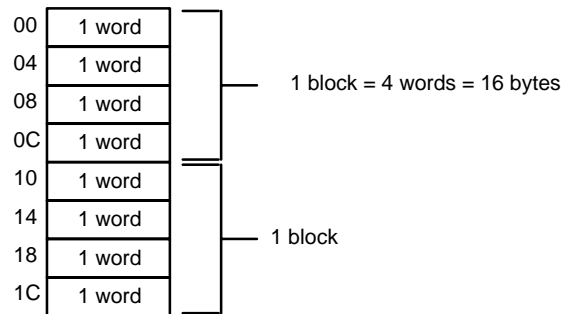 00 1 word
04 1 word
08 1 word
1 block = 4 words = 16 bytes
0C 1 word
10 1 word
14 1 word
1 block
18 1 word
1C 1 word